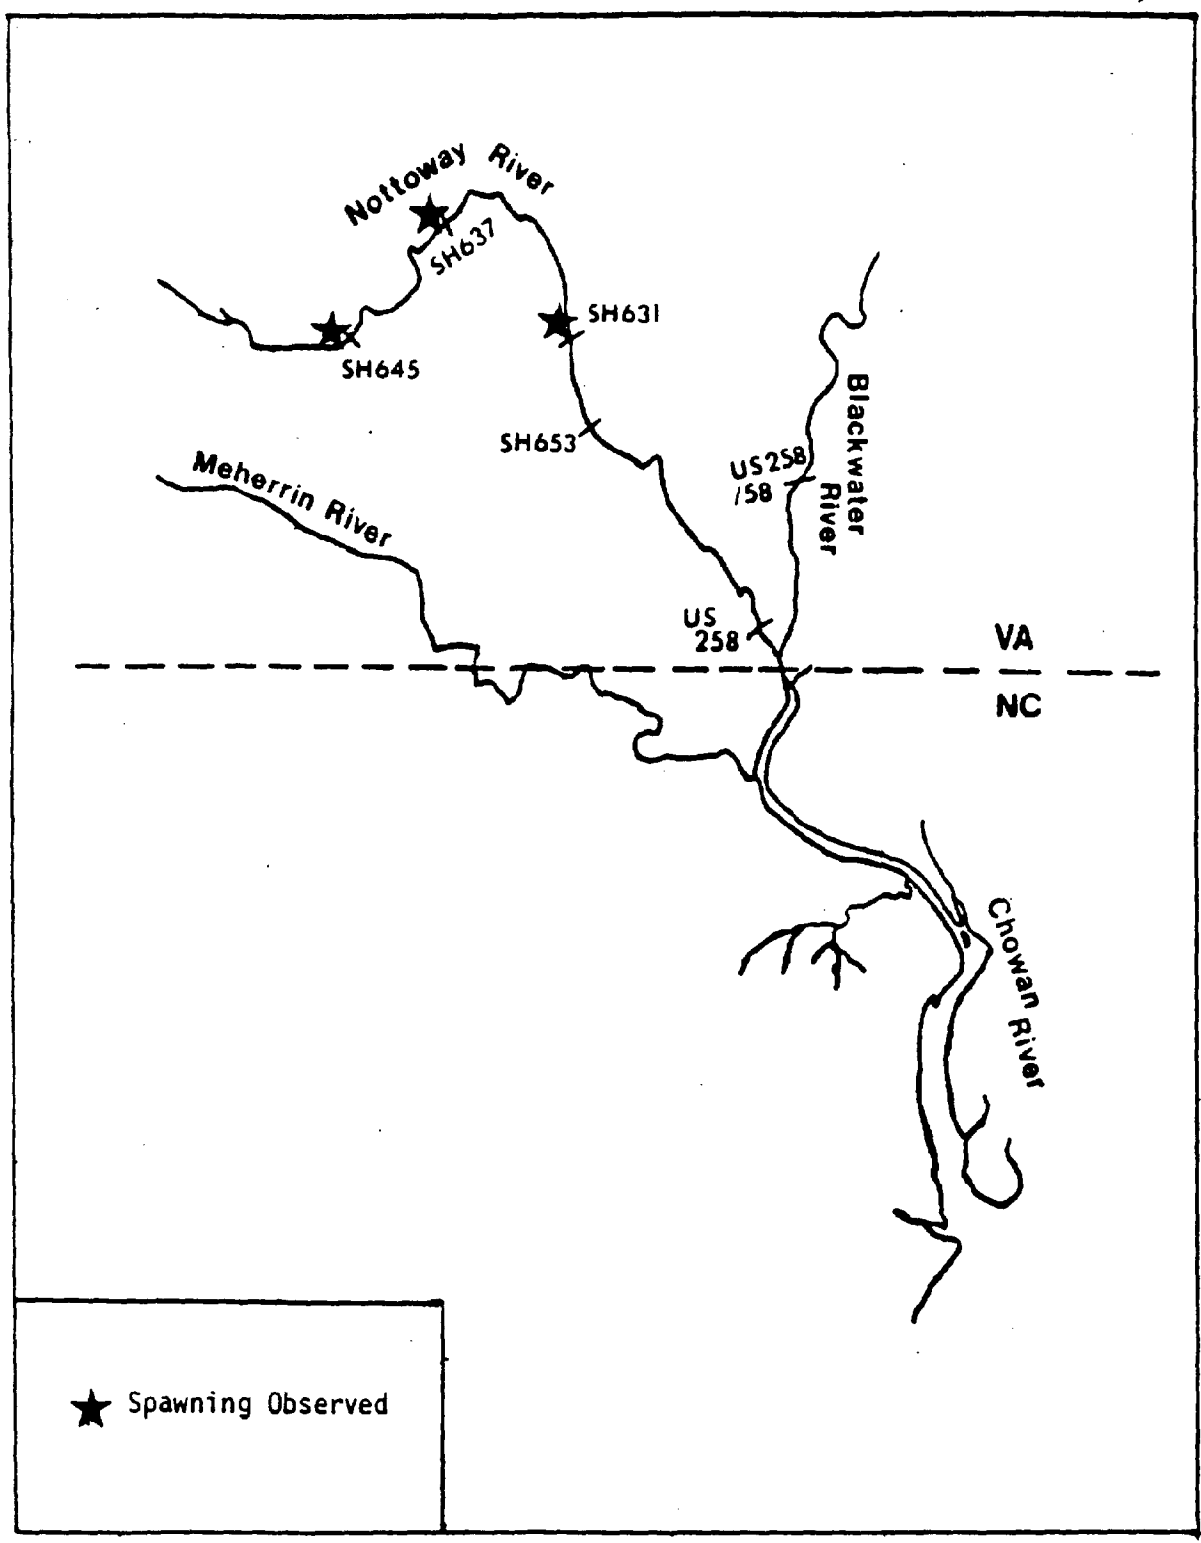 Nottoway River
SH637
SH631
SH645
SH653
Blackwater
River
US258
/58
Meherrin River
US
258
VA
NC
Chowan River
Spawning Observed